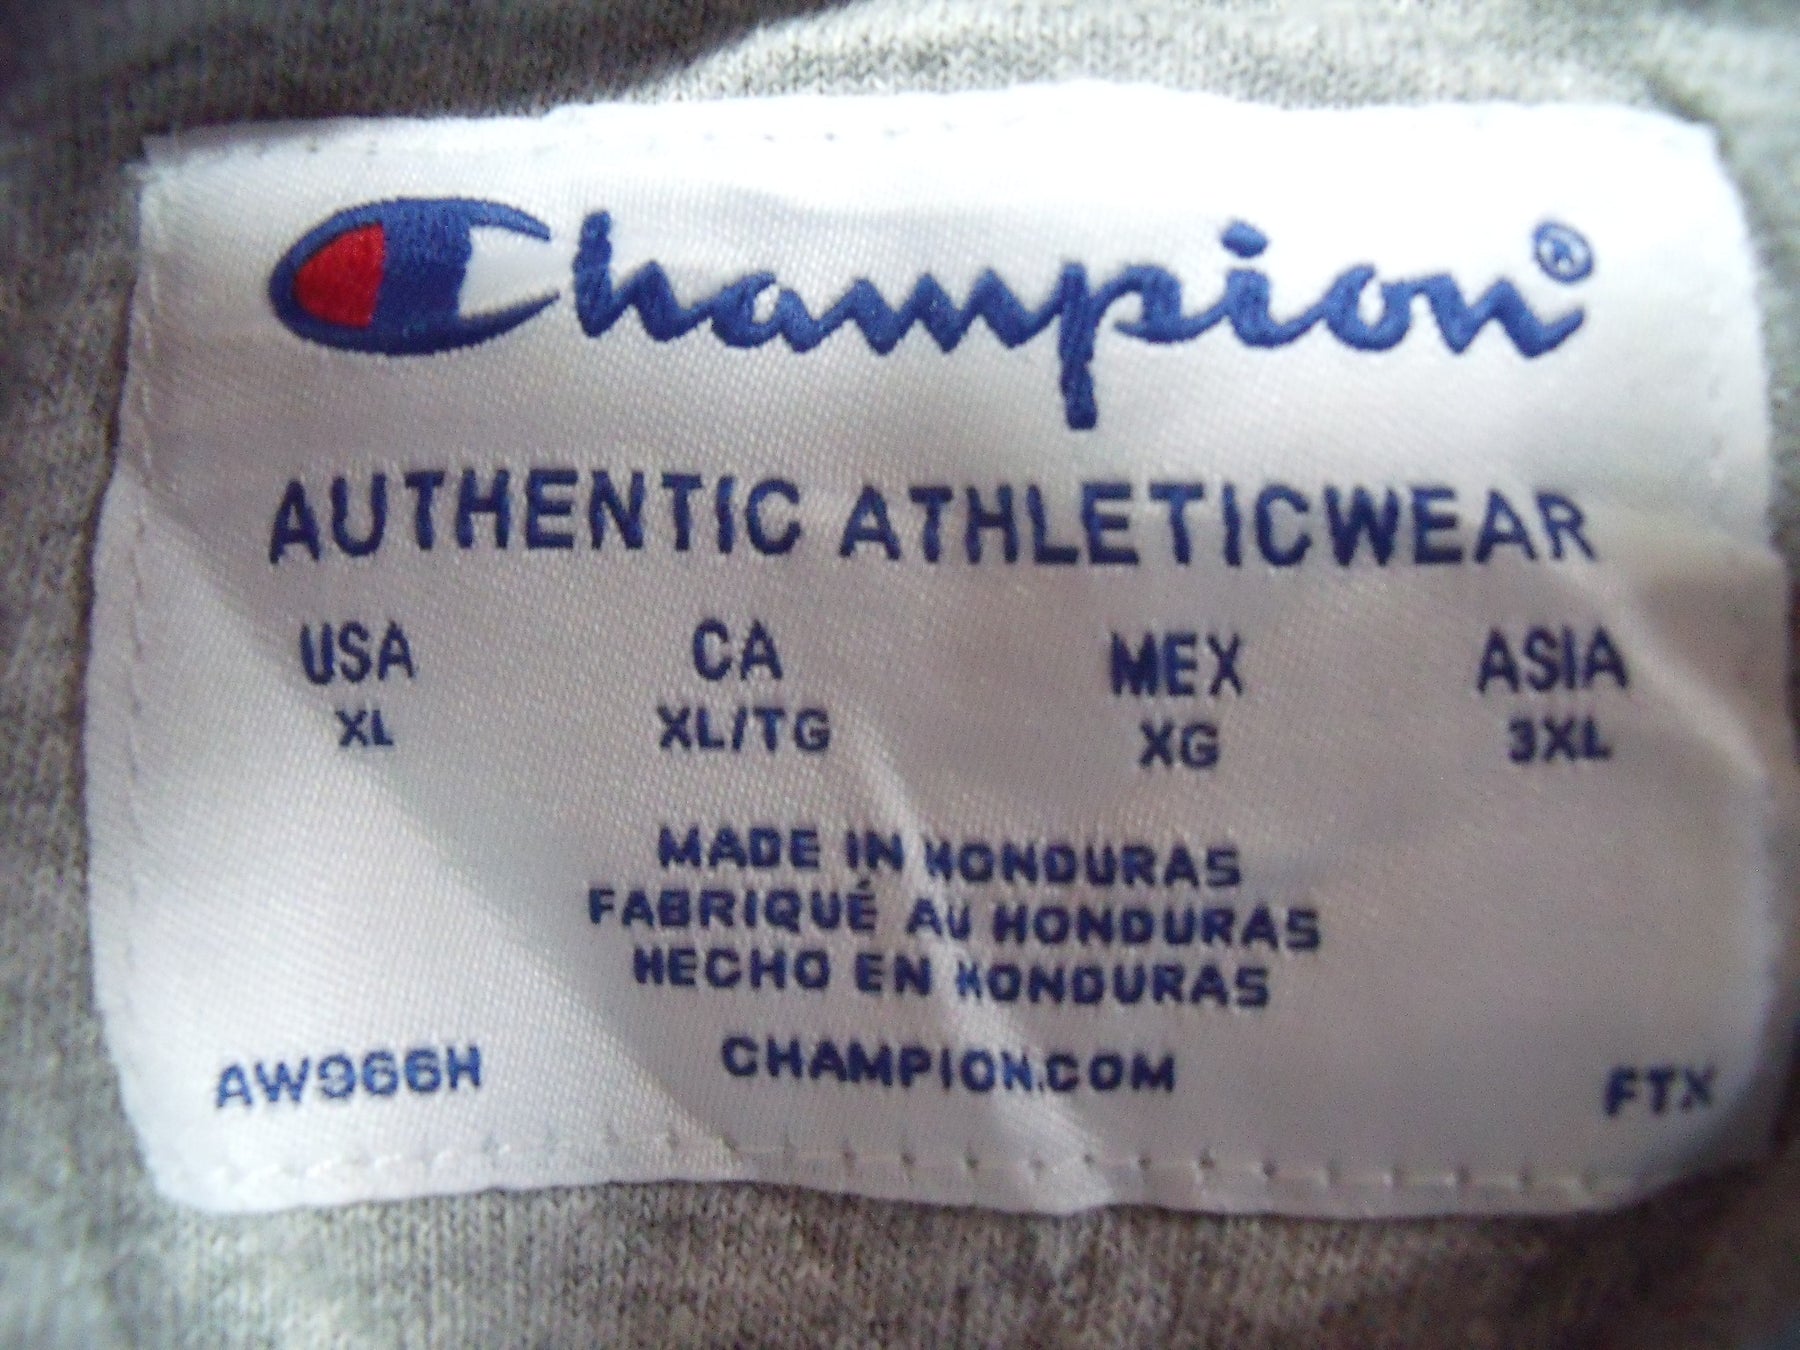 Champion®
AUTHENTIC ATHLETICWEAR
USA CA MEX ASIA
XL XL/TG XG 3XL
MADE IN HONDURAS
FABRIQUÉ AU HONDURAS
HECHO EN HONDURAS
AW966H CHAMPION.COM FTX